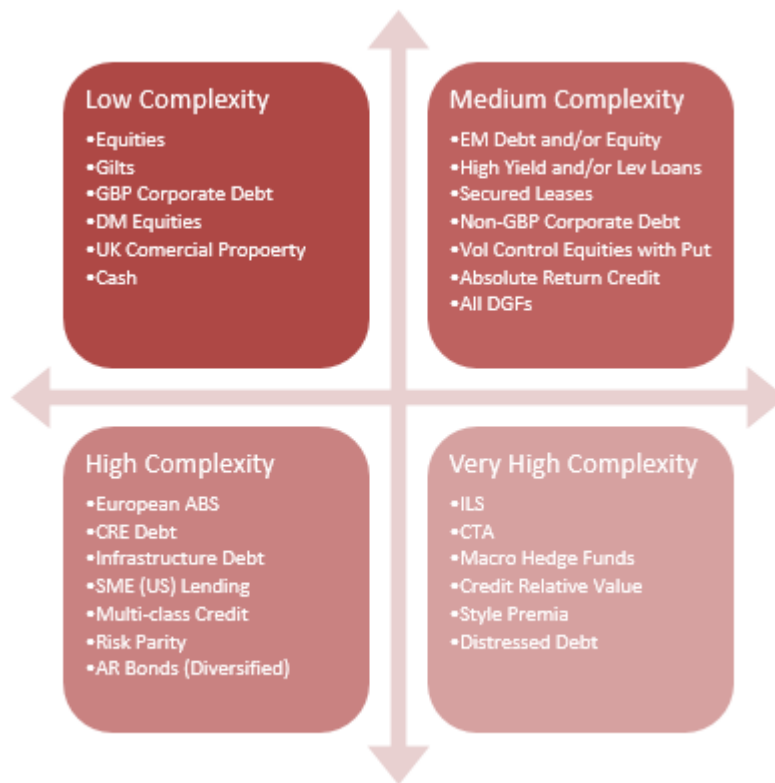 Low Complexity
•Equities
•Gilts
•GBP Corporate Debt
•DM Equities
•UK Comercial Propoerty
•Cash
Medium Complexity
•EM Debt and/or Equity
•High Yield and/or Lev Loans
•Secured Leases
•Non-GBP Corporate Debt
•Vol Control Equities with Put
•Absolute Return Credit
•All DGFs
High Complexity
•European ABS
•CRE Debt
•Infrastructure Debt
•SME (US) Lending
•Multi-class Credit
•Risk Parity
•AR Bonds (Diversified)
Very High Complexity
•ILS
•CTA
•Macro Hedge Funds
•Credit Relative Value
•Style Premia
•Distressed Debt